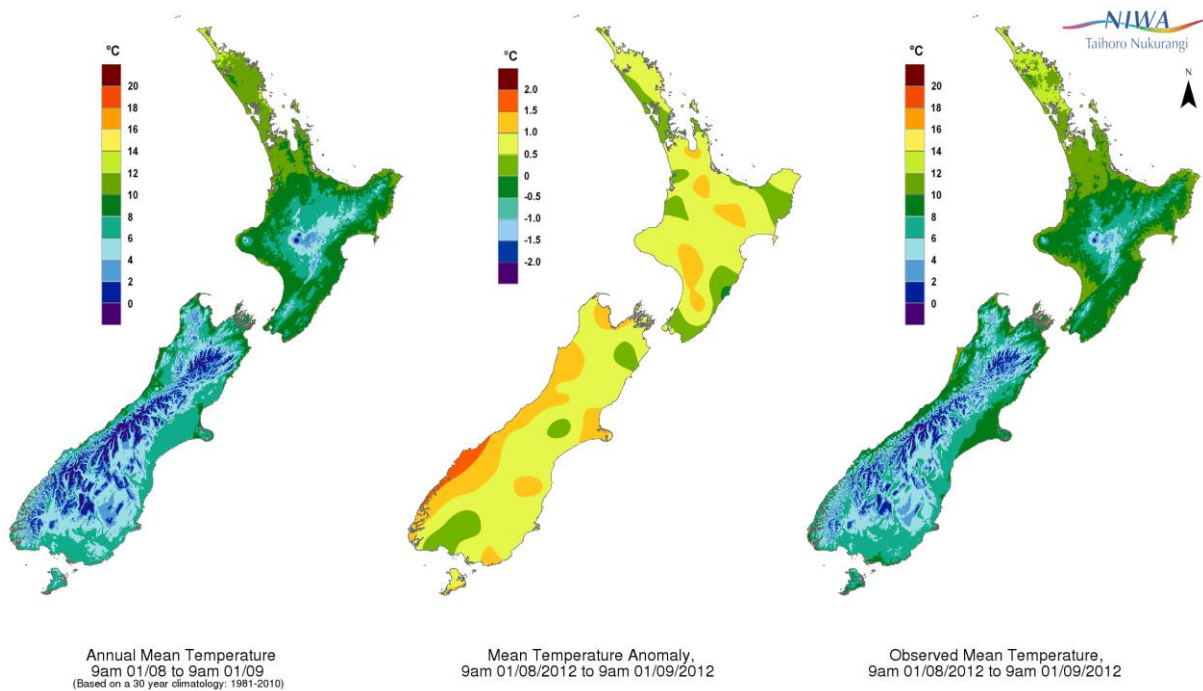 NIWA
Taihoro Nukurangi
N
°C
20
18
16
14
12
10
8
6
4
2
0
°C
2.0
1.5
1.0
0.5
0
-0.5
-1.0
-1.5
-2.0
°C
20
18
16
14
12
10
8
6
4
2
0
Annual Mean Temperature
9am 01/08 to 9am 01/09
(Based on a 30 year climatology: 1981-2010)
Mean Temperature Anomaly,
9am 01/08/2012 to 9am 01/09/2012
Observed Mean Temperature,
9am 01/08/2012 to 9am 01/09/2012